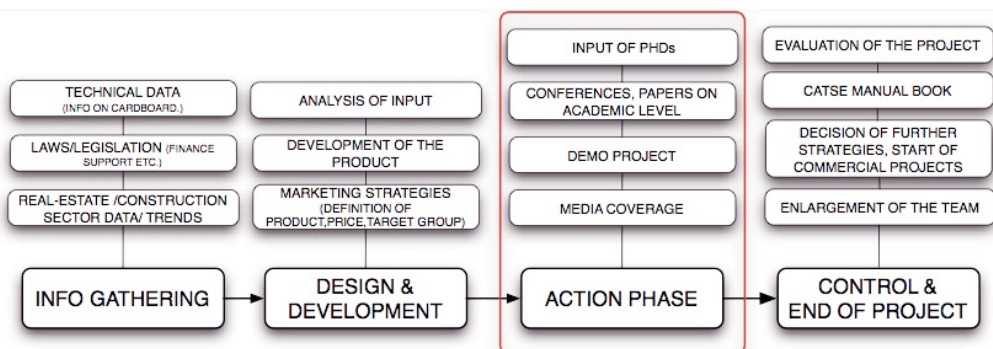 TECHNICAL DATA
(INFO ON CARDBOARD.)
LAWS/LEGISLATION (FINANCE
SUPPORT ETC.)
REAL-ESTATE /CONSTRUCTION
SECTOR DATA/ TRENDS
INFO GATHERING
ANALYSIS OF INPUT
DEVELOPMENT OF THE
PRODUCT
MARKETING STRATEGIES
(DEFINITION OF
PRODUCT,PRICE,TARGET GROUP)
DESIGN &
DEVELOPMENT
INPUT OF PHDs
CONFERENCES, PAPERS ON
ACADEMIC LEVEL
DEMO PROJECT
MEDIA COVERAGE
ACTION PHASE
EVALUATION OF THE PROJECT
CATSE MANUAL BOOK
DECISION OF FURTHER
STRATEGIES, START OF
COMMERCIAL PROJECTS
ENLARGEMENT OF THE TEAM
CONTROL &
END OF PROJECT